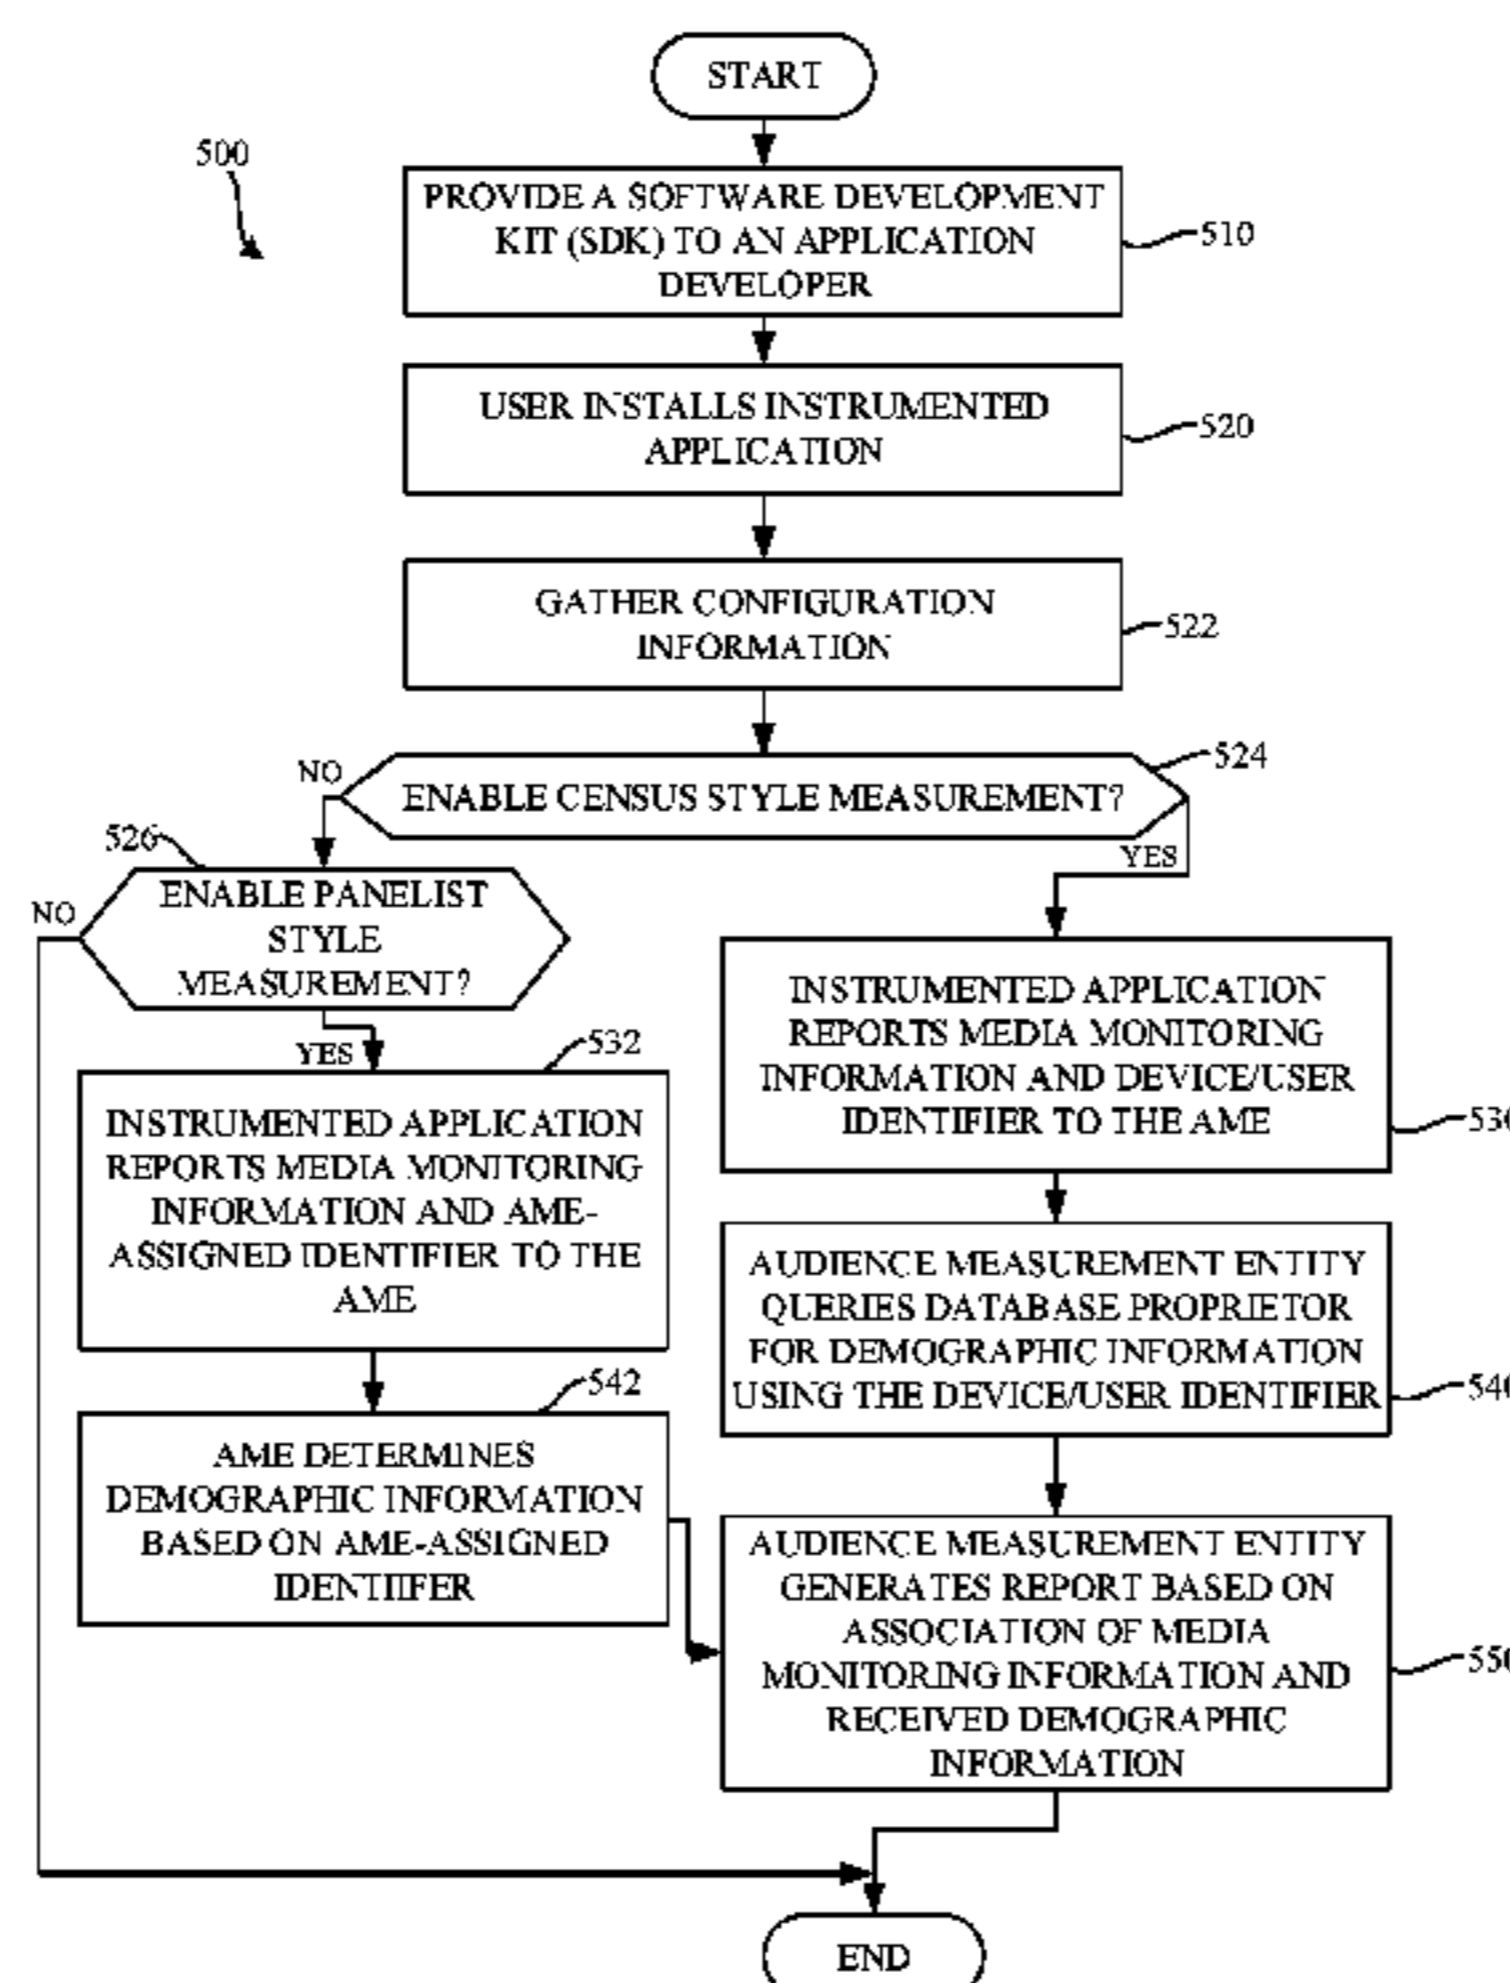 START
500
PROVIDE A SOFTWARE DEVELOPMENT
KIT (SDK) TO AN APPLICATION
DEVELOPER
510
USER INSTALLS INSTRUMENTED
APPLICATION
520
GATHER CONFIGURATION
INFORMATION
522
ENABLE CENSUS STYLE MEASUREMENT?
524
NO
YES
526
ENABLE PANELIST
STYLE
MEASUREMENT?
NO
YES
532
INSTRUMENTED APPLICATION
REPORTS MEDIA MONITORING
INFORMATION AND AME-
ASSIGNED IDENTIFIER TO THE
AME
542
AME DETERMINES
DEMOGRAPHIC INFORMATION
BASED ON AME-ASSIGNED
IDENTIIFER
INSTRUMENTED APPLICATION
REPORTS MEDIA MONITORING
INFORMATION AND DEVICE/USER
IDENTIFIER TO THE AME
530
AUDIENCE MEASUREMENT ENTITY
QUERIES DATABASE PROPRIETOR
FOR DEMOGRAPHIC INFORMATION
USING THE DEVICE/USER IDENTIFIER
540
AUDIENCE MEASUREMENT ENTITY
GENERATES REPORT BASED ON
ASSOCIATION OF MEDIA
MONITORING INFORMATION AND
RECEIVED DEMOGRAPHIC
INFORMATION
550
END